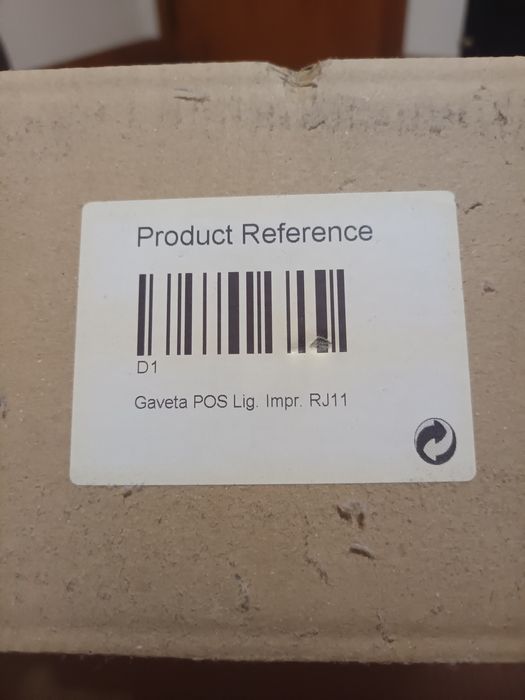 Product Reference
D1
Gaveta POS Lig. Impr. RJ11